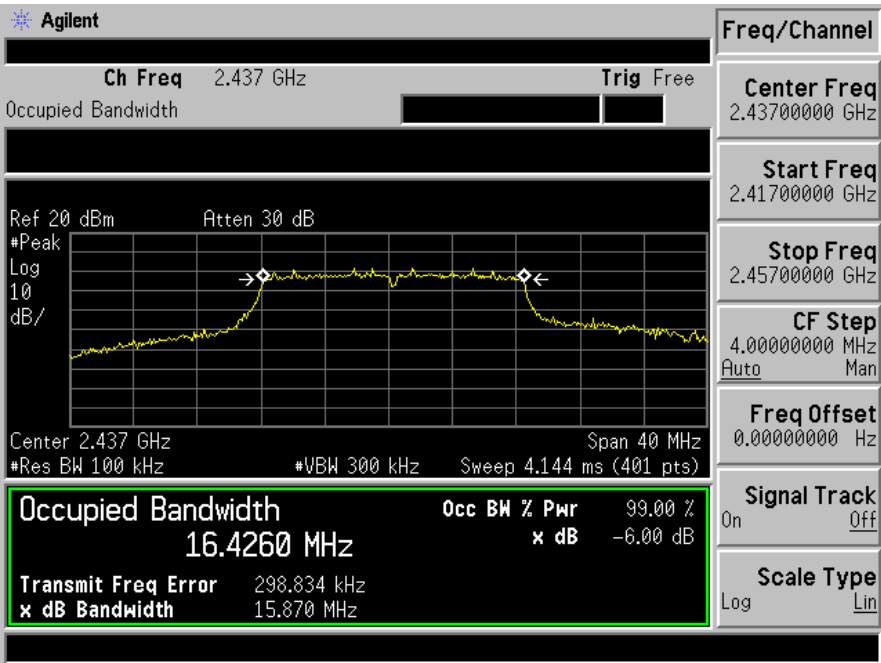 Agilent
Freq/Channel
Ch Freq 2.437 GHz Trig Free
Occupied Bandwidth
Center Freq
2.43700000 GHz
Start Freq
2.41700000 GHz
Stop Freq
2.45700000 GHz
CF Step
4.00000000 MHz
Auto Man
Freq Offset
0.00000000 Hz
Signal Track
On Off
Scale Type
Log Lin
Ref 20 dBm Atten 30 dB
#Peak
Log
10
dB/
Center 2.437 GHz Span 40 MHz
#Res BW 100 kHz #VBW 300 kHz Sweep 4.144 ms (401 pts)
Occupied Bandwidth
16.4260 MHz
Occ BW % Pwr 99.00 %
x dB -6.00 dB
Transmit Freq Error 298.834 kHz
x dB Bandwidth 15.870 MHz